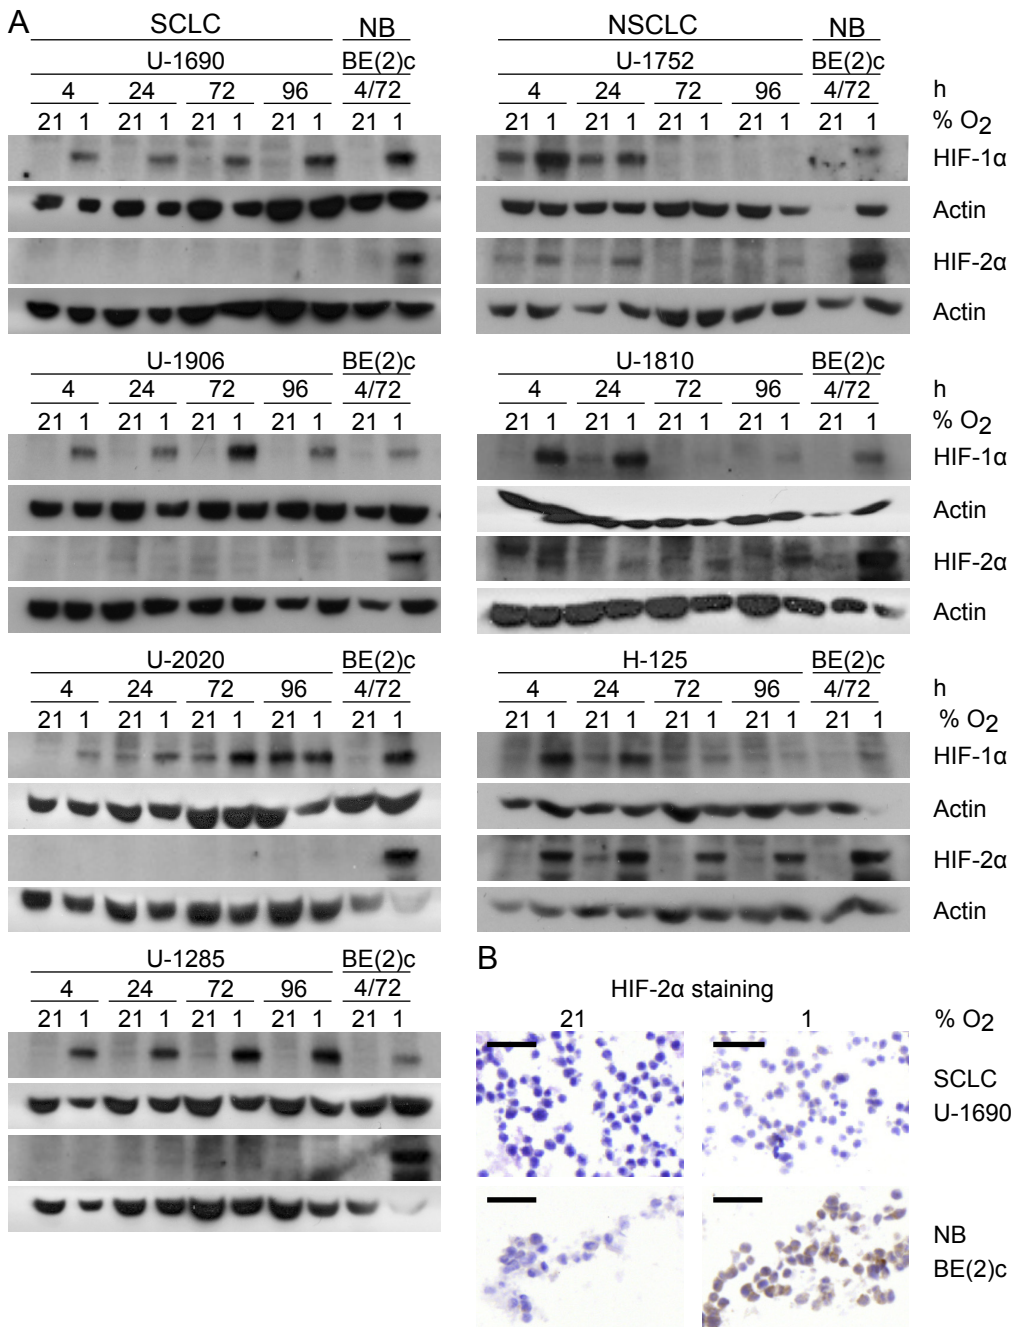 A
SCLC NB
U-1690 BE(2)c
4 24 72 96 4/72
21 1 21 1 21 1 21 1 21 1
NSCLC NB
U-1752 BE(2)c
4 24 72 96 4/72 h
21 1 21 1 21 1 21 1 21 1 % O2
HIF-1α
Actin
HIF-2α
Actin
U-1906 BE(2)c
4 24 72 96 4/72
21 1 21 1 21 1 21 1 21 1
U-1810 BE(2)c
4 24 72 96 4/72 h
21 1 21 1 21 1 21 1 21 1 % O2
HIF-1α
Actin
HIF-2α
Actin
U-2020 BE(2)c
4 24 72 96 4/72
21 1 21 1 21 1 21 1 21 1
H-125 BE(2)c
4 24 72 96 4/72 h
21 1 21 1 21 1 21 1 21 1 % O2
HIF-1α
Actin
HIF-2α
Actin
U-1285 BE(2)c
4 24 72 96 4/72
21 1 21 1 21 1 21 1 21 1
B
HIF-2α staining
21 1 % O2
SCLC
U-1690
NB
BE(2)c